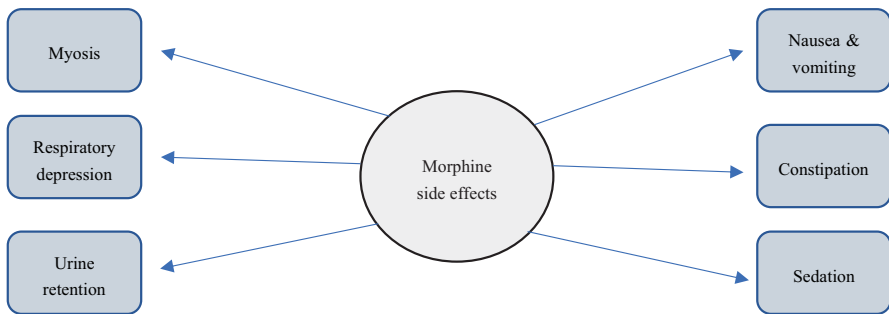 Myosis
Respiratory
depression
Urine
retention
Morphine
side effects
Nausea &
vomiting
Constipation
Sedation